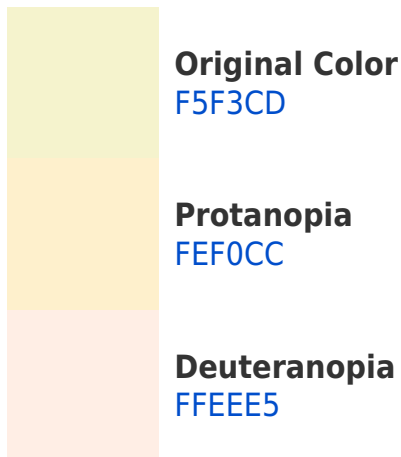 Original Color
F5F3CD
Protanopia
FEF0CC
Deuteranopia
FFEEE5